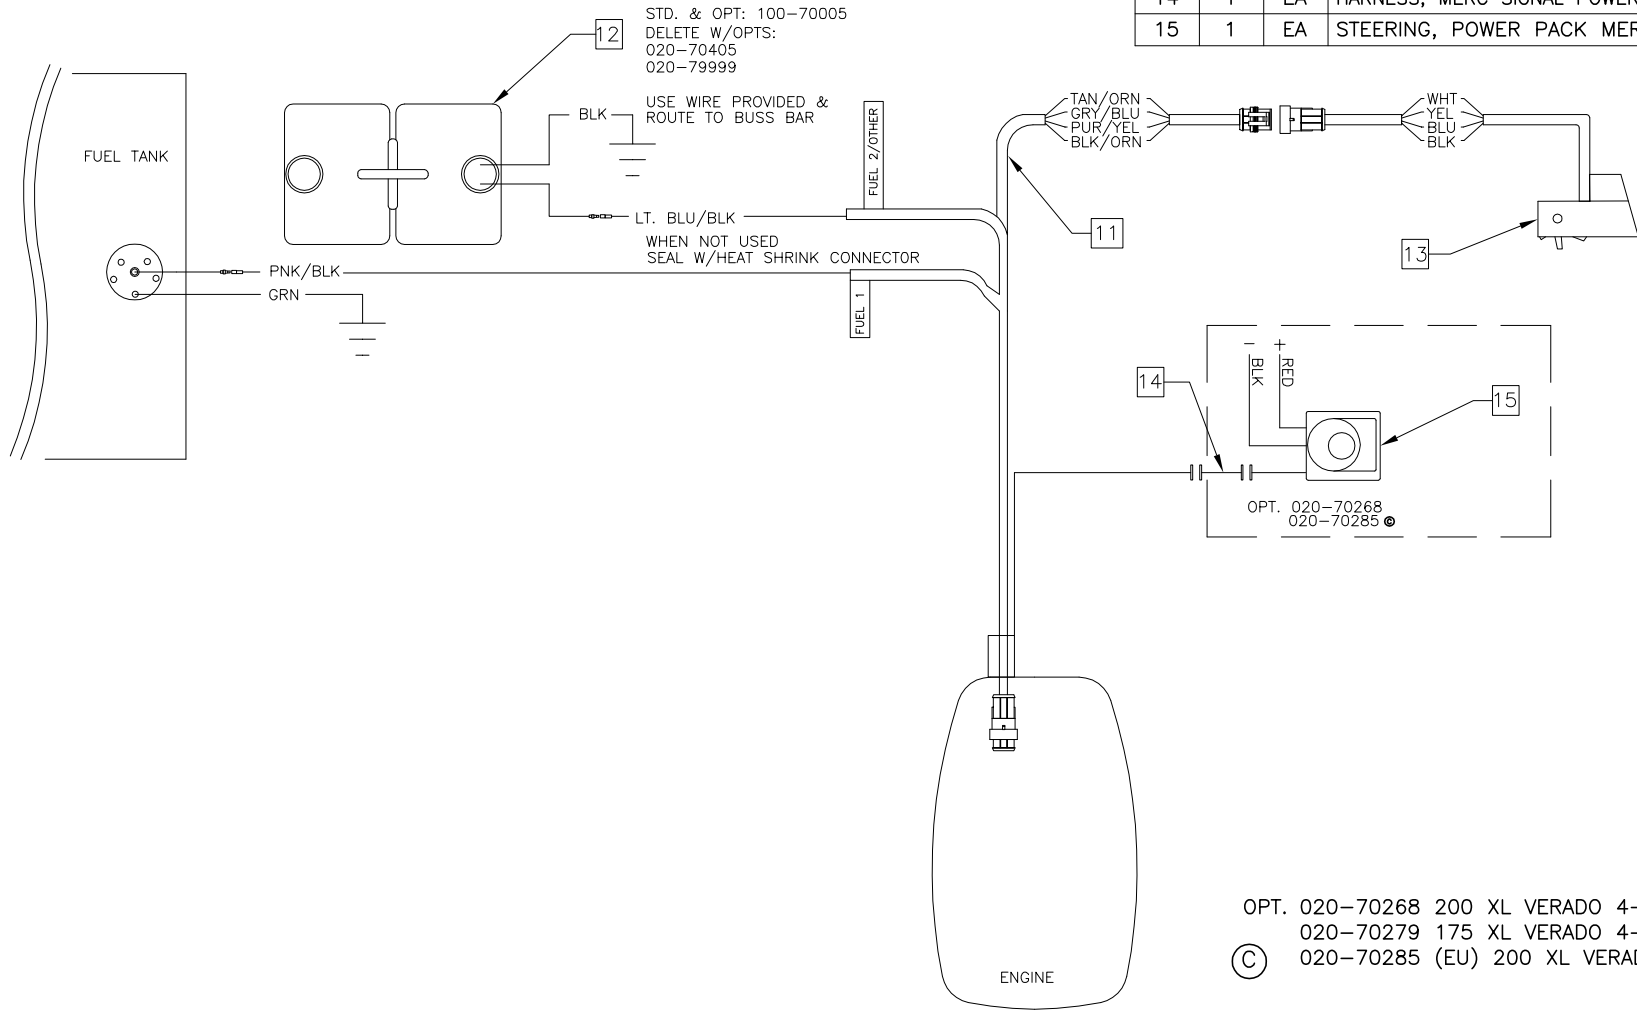 HARNESS, MERC SIGNAL POWER
15 1 EA STEERING, POWER PACK MER
12
STD. & OPT: 100-70005
DELETE W/OPTS:
020-70405
020-79999
USE WIRE PROVIDED &
ROUTE TO BUSS BAR
BLK
FUEL TANK
FUEL 2/OTHER
TAN/ORN
GRY/BLU
PUR/YEL
BLK/ORN
WHT
YEL
BLU
BLK
LT. BLU/BLK
11
13
WHEN NOT USED
SEAL W/HEAT SHRINK CONNECTOR
PNK/BLK
GRN
FUEL 1
- +
BLK
RED
14
15
OPT. 020-70268
020-70285 ©
ENGINE
OPT. 020-70268 200 XL VERADO 4-
020-70279 175 XL VERADO 4-
C 020-70285 (EU) 200 XL VERAD